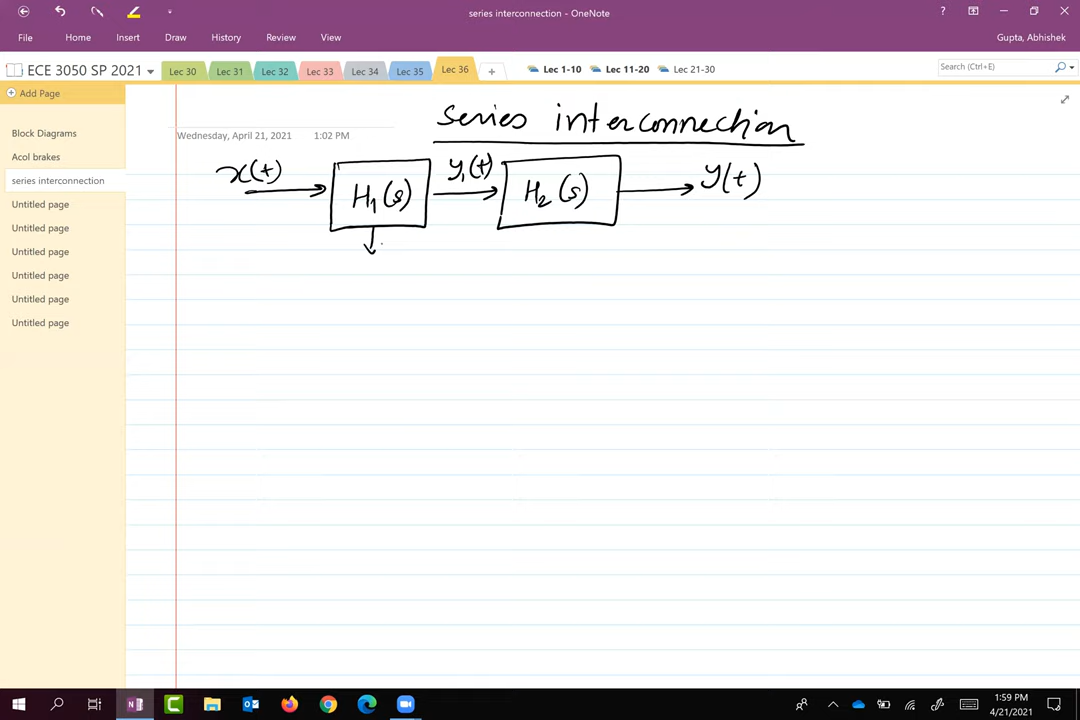 series interconnection - OneNote
?
File Home Insert Draw History Review View
Gupta, Abhishek
ECE 3050 SP 2021
Lec 30 Lec 31 Lec 32 Lec 33 Lec 34 Lec 35 Lec 36 + Lec 1-10 Lec 11-20 Lec 21-30
Search (Ctrl+E)
Add Page
Block Diagrams
Acol brakes
series interconnection
Untitled page
Untitled page
Untitled page
Untitled page
Untitled page
Untitled page
series interconnection
Wednesday, April 21, 2021 1:02 PM
x(t) H₁(s) y₁(t) H₂(s) y(t)
1:59 PM
4/21/2021